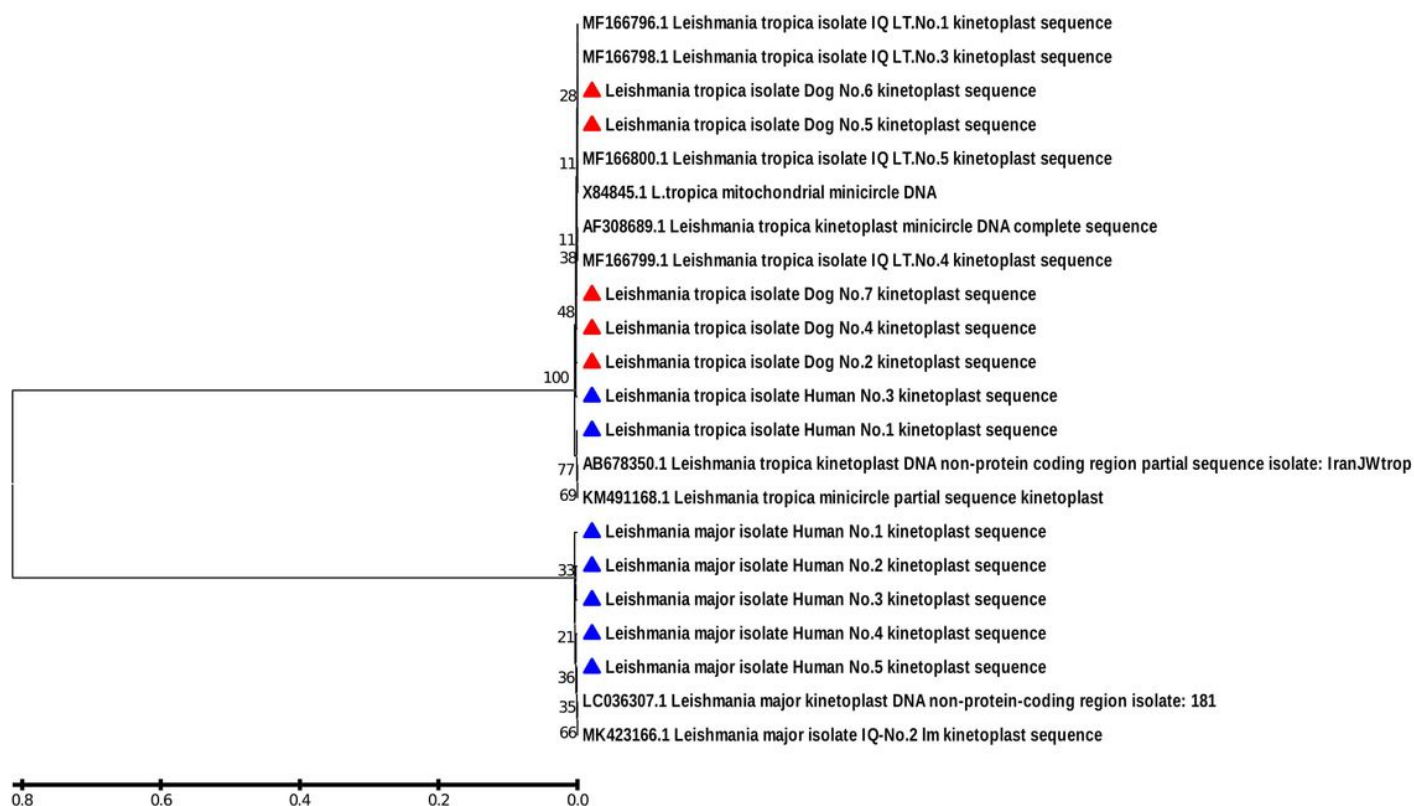 MF166796.1 Leishmania tropica isolate IQ LT.No.1 kinetoplast sequence
MF166798.1 Leishmania tropica isolate IQ LT.No.3 kinetoplast sequence
28 Leishmania tropica isolate Dog No.6 kinetoplast sequence
Leishmania tropica isolate Dog No.5 kinetoplast sequence
11 MF166800.1 Leishmania tropica isolate IQ LT.No.5 kinetoplast sequence
X84845.1 L.tropica mitochondrial minicircle DNA
AF308689.1 Leishmania tropica kinetoplast minicircle DNA complete sequence
11
38 MF166799.1 Leishmania tropica isolate IQ LT.No.4 kinetoplast sequence
Leishmania tropica isolate Dog No.7 kinetoplast sequence
48
Leishmania tropica isolate Dog No.4 kinetoplast sequence
Leishmania tropica isolate Dog No.2 kinetoplast sequence
100
Leishmania tropica isolate Human No.3 kinetoplast sequence
Leishmania tropica isolate Human No.1 kinetoplast sequence
77 AB678350.1 Leishmania tropica kinetoplast DNA non-protein coding region partial sequence isolate: IranJWtrop
69 KM491168.1 Leishmania tropica minicircle partial sequence kinetoplast
Leishmania major isolate Human No.1 kinetoplast sequence
33 Leishmania major isolate Human No.2 kinetoplast sequence
Leishmania major isolate Human No.3 kinetoplast sequence
21 Leishmania major isolate Human No.4 kinetoplast sequence
Leishmania major isolate Human No.5 kinetoplast sequence
36
35 LC036307.1 Leishmania major kinetoplast DNA non-protein-coding region isolate: 181
66 MK423166.1 Leishmania major isolate IQ-No.2 lm kinetoplast sequence
0.8 0.6 0.4 0.2 0.0